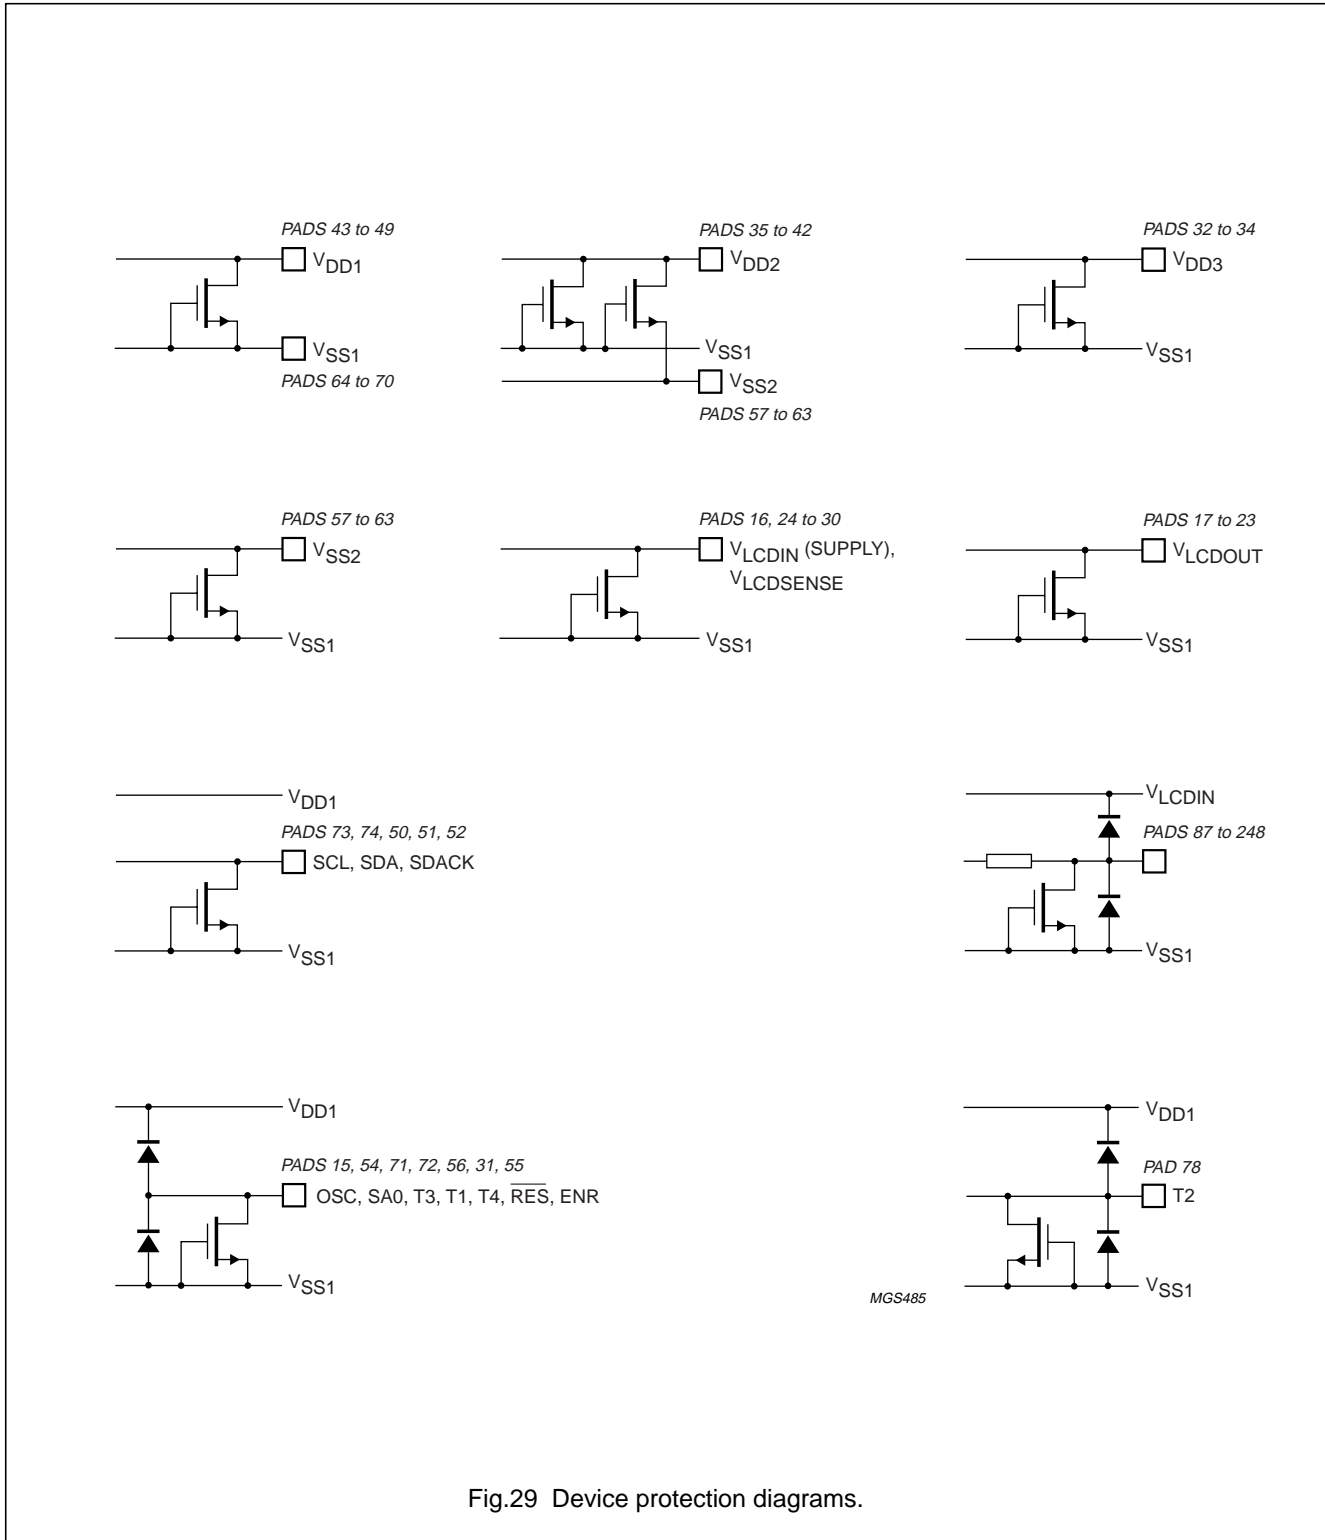 PADS 43 to 49
VDD1
VSS1
PADS 64 to 70
PADS 35 to 42
VDD2
VSS1
VSS2
PADS 57 to 63
PADS 32 to 34
VDD3
VSS1
PADS 57 to 63
VSS2
VSS1
PADS 16, 24 to 30
VLCDIN (SUPPLY),
VLCDSENSE
VSS1
PADS 17 to 23
VLCDOUT
VSS1
VDD1
PADS 73, 74, 50, 51, 52
SCL, SDA, SDACK
VSS1
VLCDIN
PADS 87 to 248
VSS1
VDD1
PADS 15, 54, 71, 72, 56, 31, 55
OSC, SA0, T3, T1, T4, R̅E̅S̅, ENR
VSS1
VDD1
PAD 78
T2
VSS1
MGS485
Fig.29 Device protection diagrams.